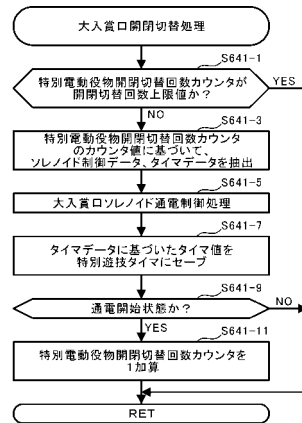 大入賞口開閉切替処理
S641-1
特別電動役物開閉切替回数カウンタが
開閉切替回数上限値か?
YES
NO
S641-3
特別電動役物開閉切替回数カウンタ
のカウンタ値に基づいて、
ソレノイド制御データ、タイマデータを抽出
S641-5
大入賞口ソレノイド通電制御処理
S641-7
タイマデータに基づいたタイマ値を
特別遊技タイマにセーブ
S641-9
通電開始状態か?
NO
YES
S641-11
特別電動役物開閉切替回数カウンタを
1加算
RET